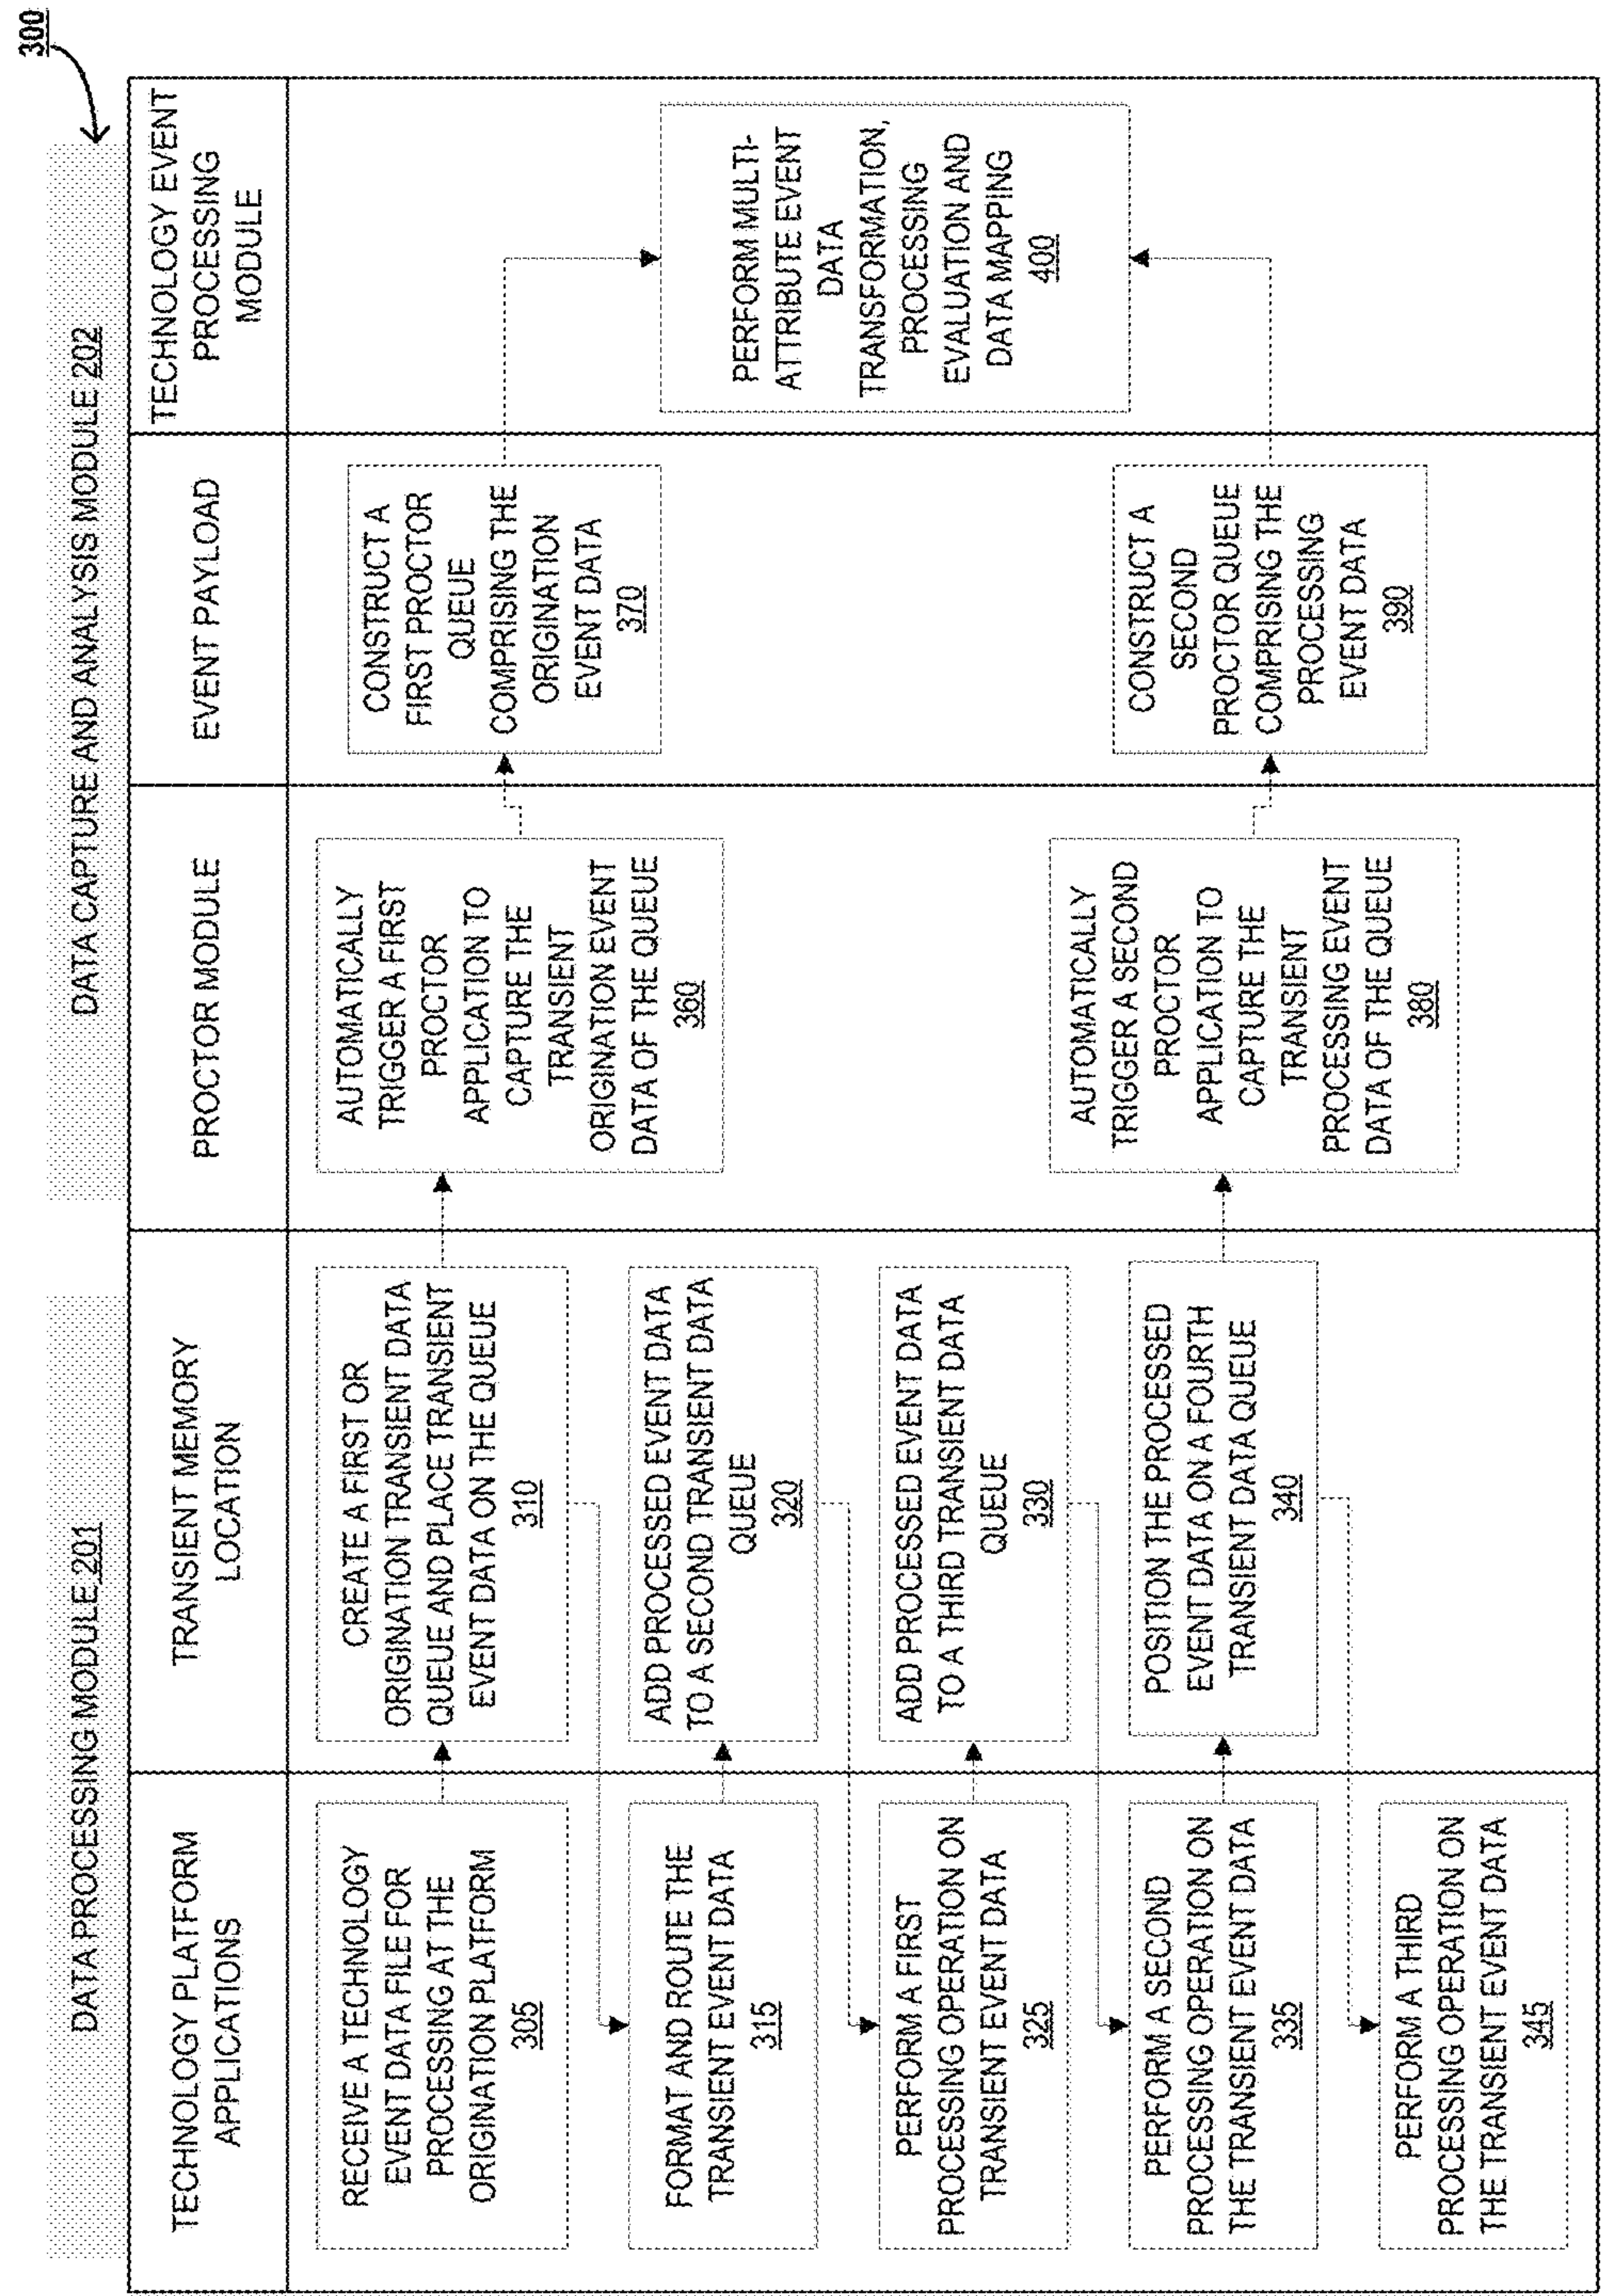 300
DATA PROCESSING MODULE 201
DATA CAPTURE AND ANALYSIS MODULE 202
TECHNOLOGY PLATFORM
APPLICATIONS
TRANSIENT MEMORY
LOCATION
PROCTOR MODULE
EVENT PAYLOAD
TECHNOLOGY EVENT
PROCESSING
MODULE
RECEIVE A TECHNOLOGY
EVENT DATA FILE FOR
PROCESSING AT THE
ORIGINATION PLATFORM
305
CREATE A FIRST OR
ORIGINATION TRANSIENT DATA
QUEUE AND PLACE TRANSIENT
EVENT DATA ON THE QUEUE
310
AUTOMATICALLY
TRIGGER A FIRST
PROCTOR
APPLICATION TO
CAPTURE THE
TRANSIENT
ORIGINATION EVENT
DATA OF THE QUEUE
360
CONSTRUCT A
FIRST PROCTOR
QUEUE
COMPRISING THE
ORIGINATION
EVENT DATA
370
FORMAT AND ROUTE THE
TRANSIENT EVENT DATA
315
ADD PROCESSED EVENT DATA
TO A SECOND TRANSIENT DATA
QUEUE
320
PERFORM MULTI-
ATTRIBUTE EVENT
DATA
TRANSFORMATION,
PROCESSING
EVALUATION AND
DATA MAPPING
400
PERFORM A FIRST
PROCESSING OPERATION ON
TRANSIENT EVENT DATA
325
ADD PROCESSED EVENT DATA
TO A THIRD TRANSIENT DATA
QUEUE
330
PERFORM A SECOND
PROCESSING OPERATION ON
THE TRANSIENT EVENT DATA
335
POSITION THE PROCESSED
EVENT DATA ON A FOURTH
TRANSIENT DATA QUEUE
340
AUTOMATICALLY
TRIGGER A SECOND
PROCTOR
APPLICATION TO
CAPTURE THE
TRANSIENT
PROCESSING EVENT
DATA OF THE QUEUE
380
CONSTRUCT A
SECOND
PROCTOR QUEUE
COMPRISING THE
PROCESSING
EVENT DATA
390
PERFORM A THIRD
PROCESSING OPERATION ON
THE TRANSIENT EVENT DATA
345